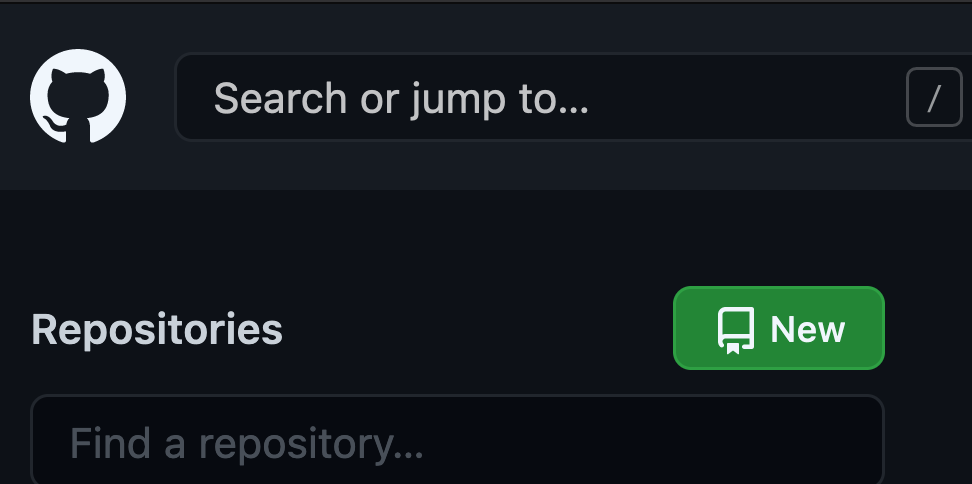 Search or jump to...
/
Repositories
New
Find a repository...